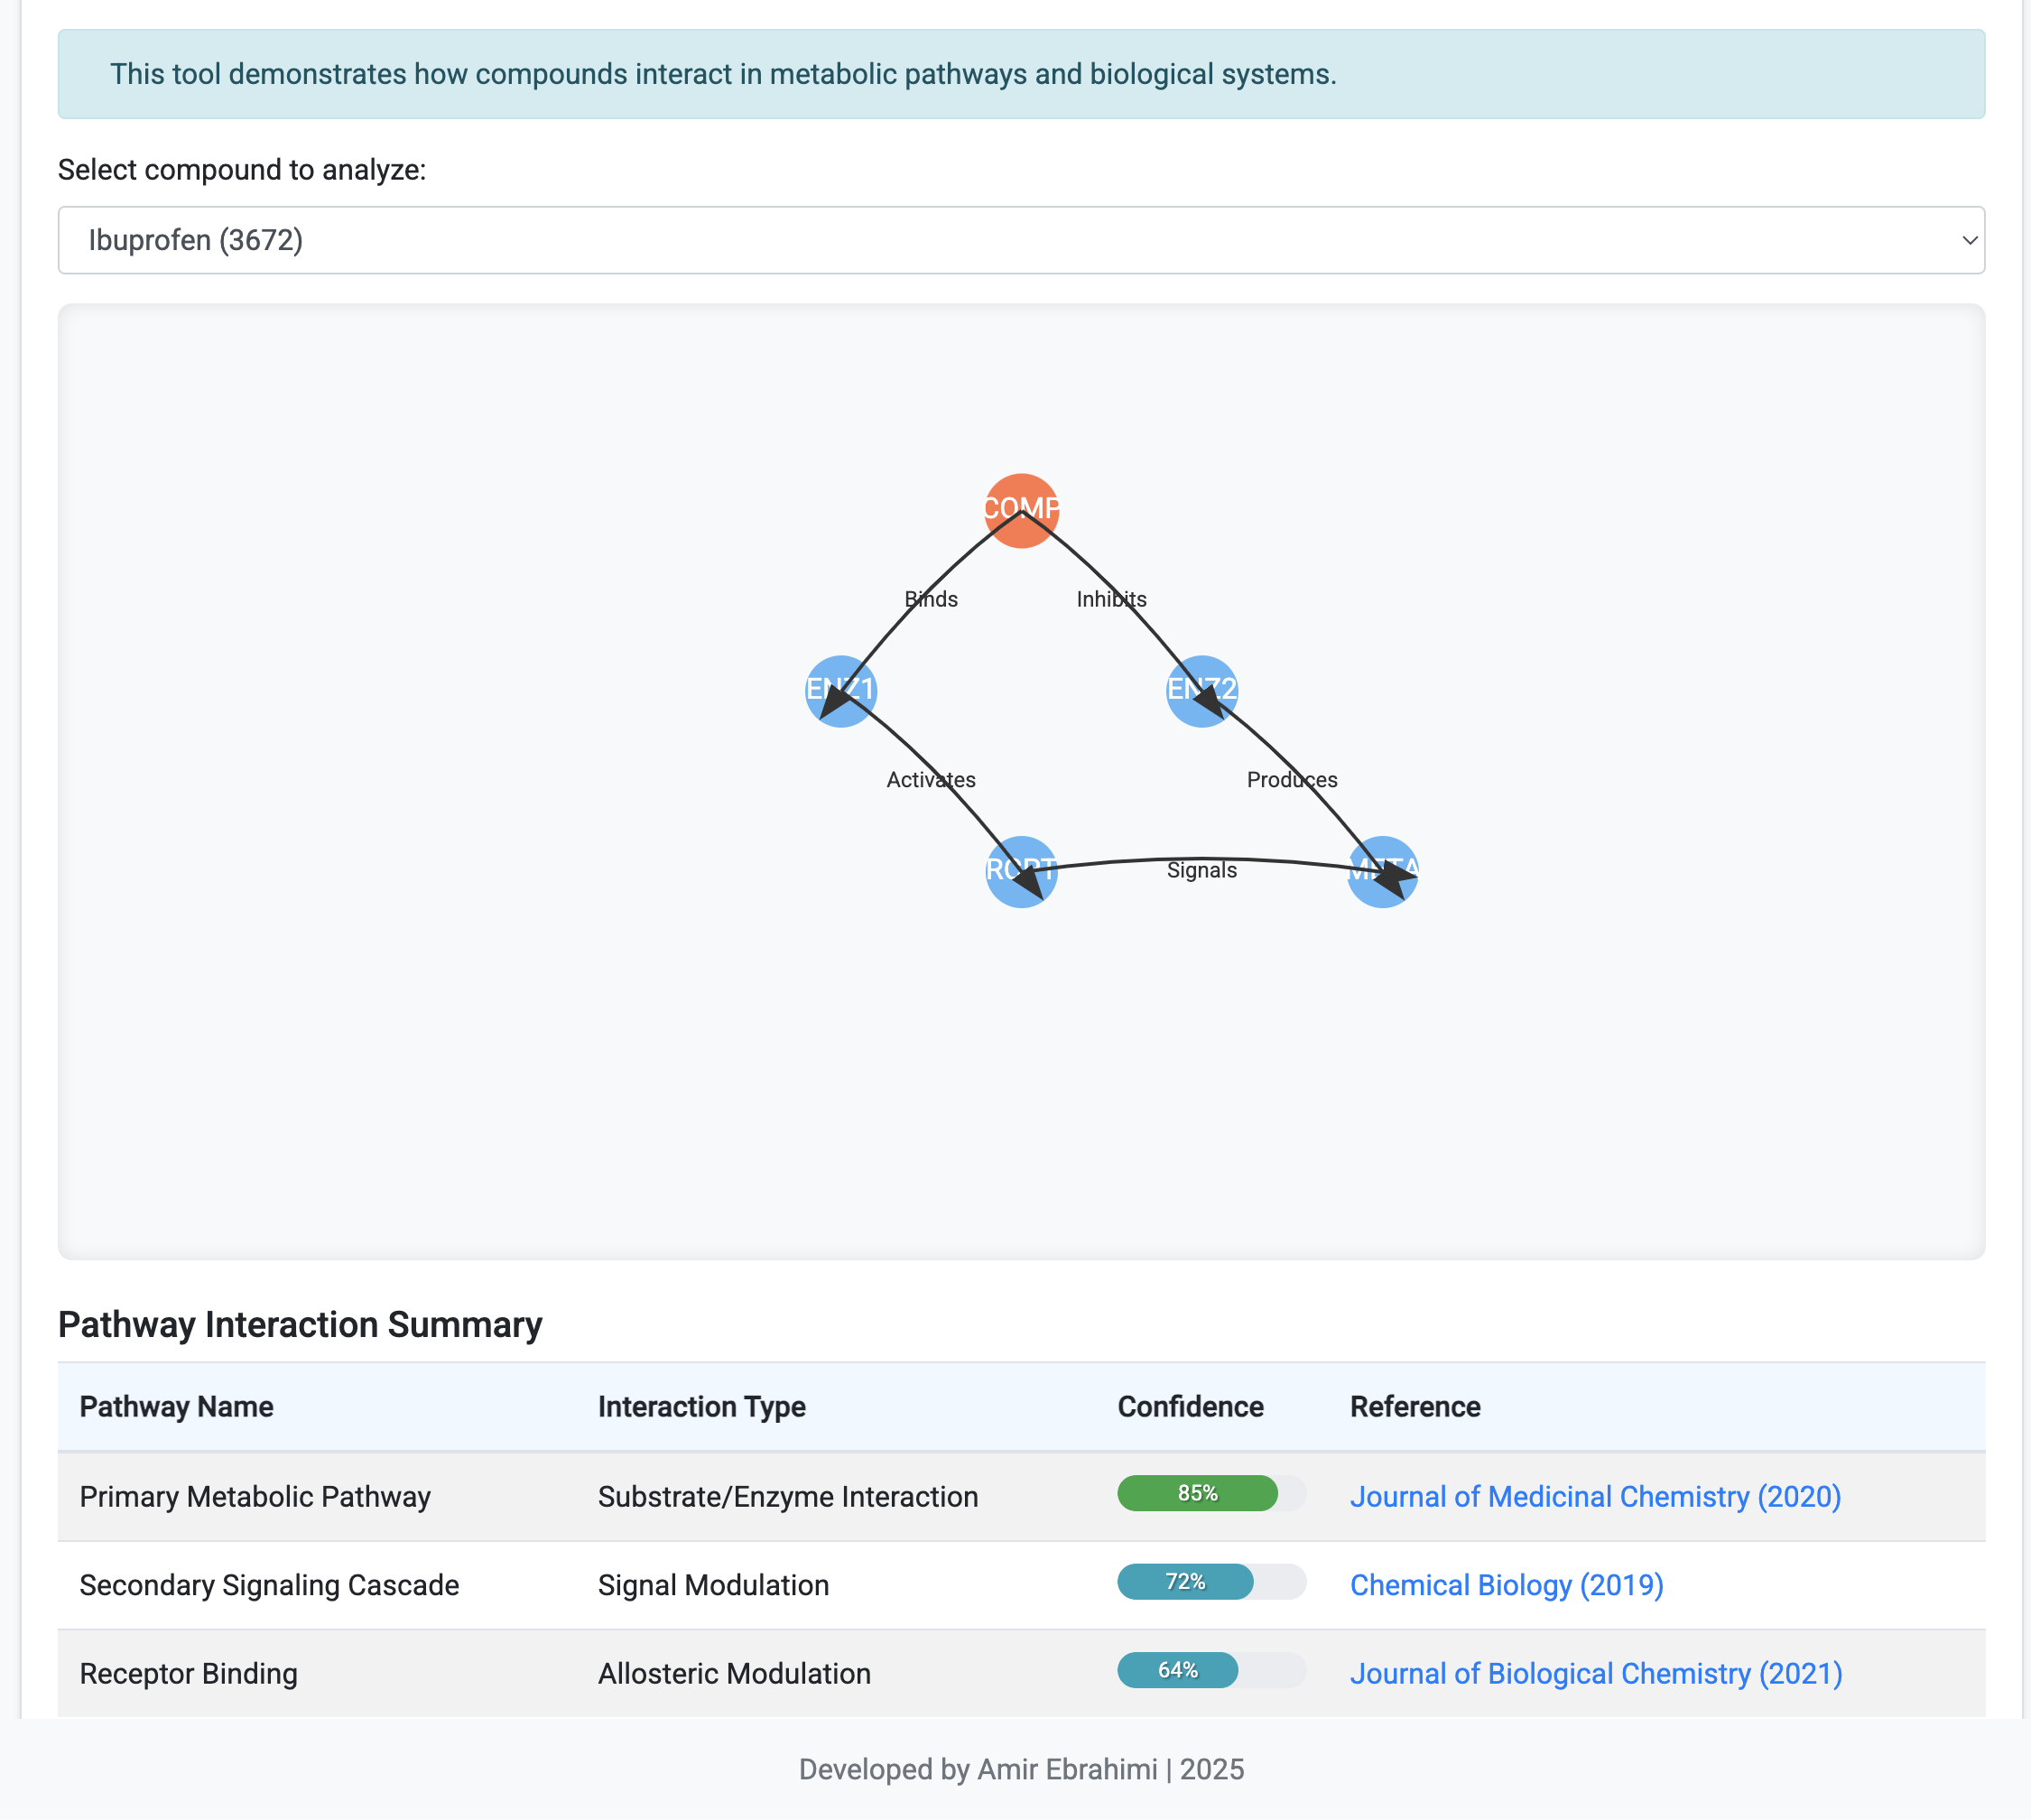 This tool demonstrates how compounds interact in metabolic pathways and biological systems.
Select compound to analyze:
Ibuprofen (3672)
COMP
Binds
Inhibits
ENZ1
ENZ2
Activates
Produces
RCPT
Signals
META
Pathway Interaction Summary
Pathway Name Interaction Type Confidence Reference
Primary Metabolic Pathway Substrate/Enzyme Interaction 85% Journal of Medicinal Chemistry (2020)
Secondary Signaling Cascade Signal Modulation 72% Chemical Biology (2019)
Receptor Binding Allosteric Modulation 64% Journal of Biological Chemistry (2021)
Developed by Amir Ebrahimi | 2025